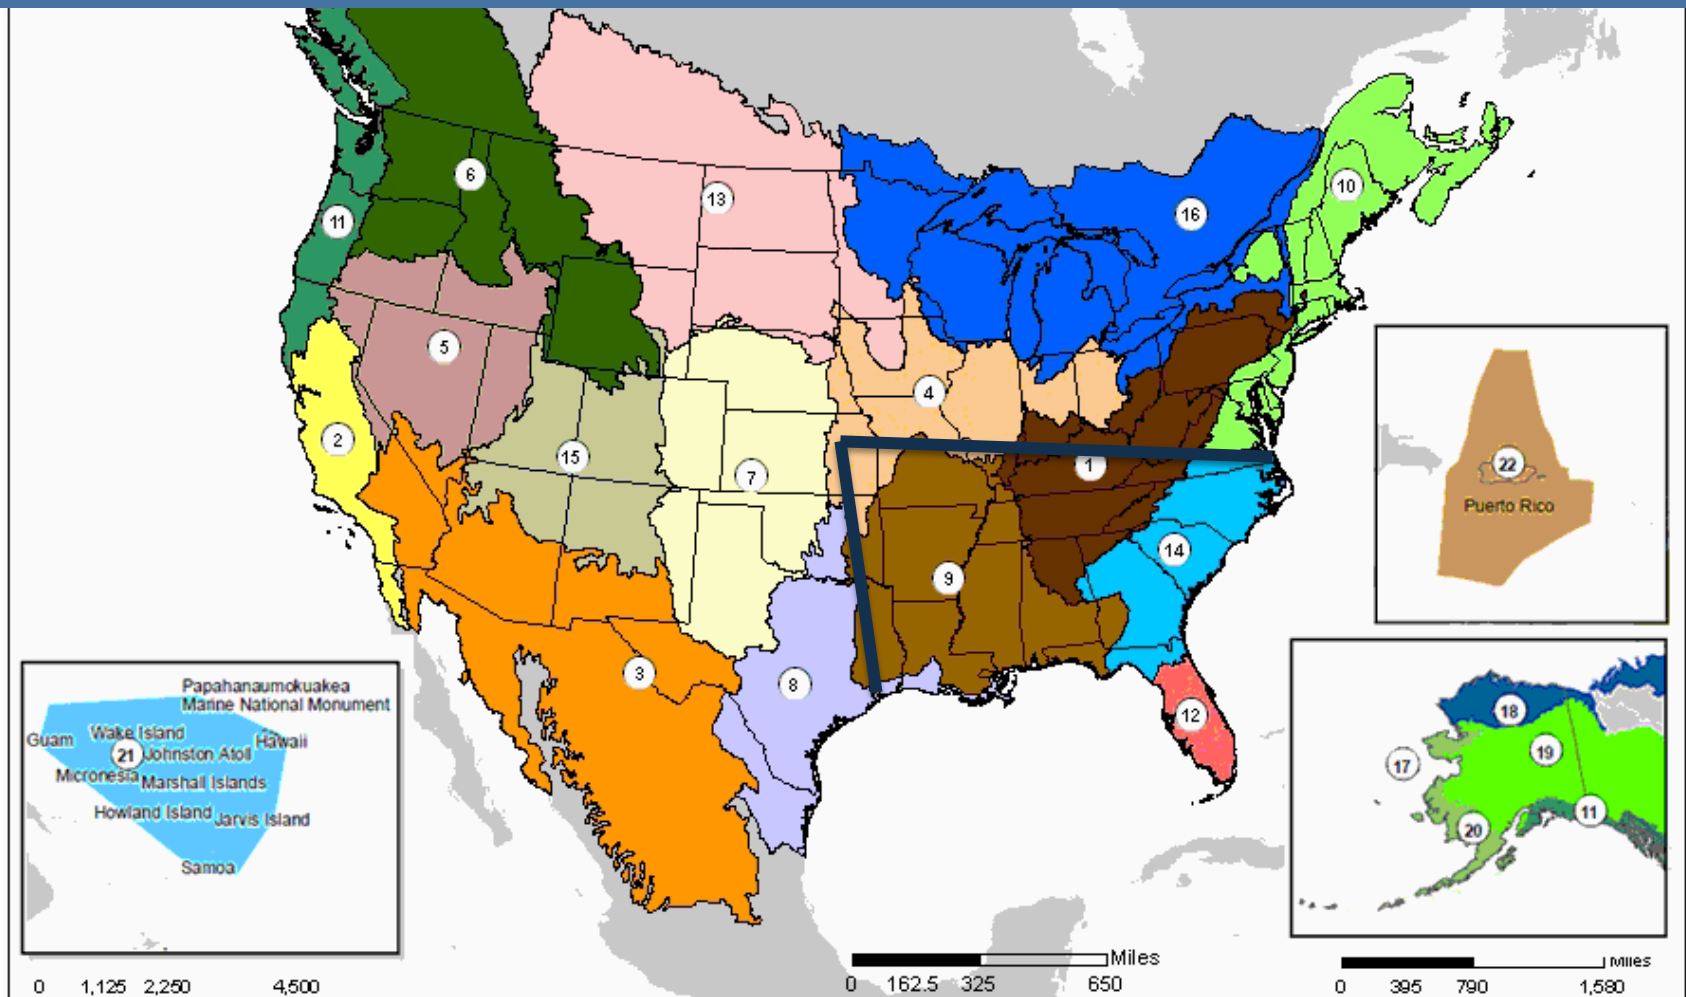 6
13
11
16
10
5
4
2
15
7
1
14
9
3
8
12
22
Puerto Rico
Papahanaumokuakea
Marine National Monument
Guam
Wake Island
Hawaii
21
Johnston Atoll
Micronesia
Marshall Islands
Howland Island
Jarvis Island
Samoa
18
19
17
11
20
0 1,125 2,250 4,500
Miles
0 162.5 325 650
Miles
0 395 790 1,580